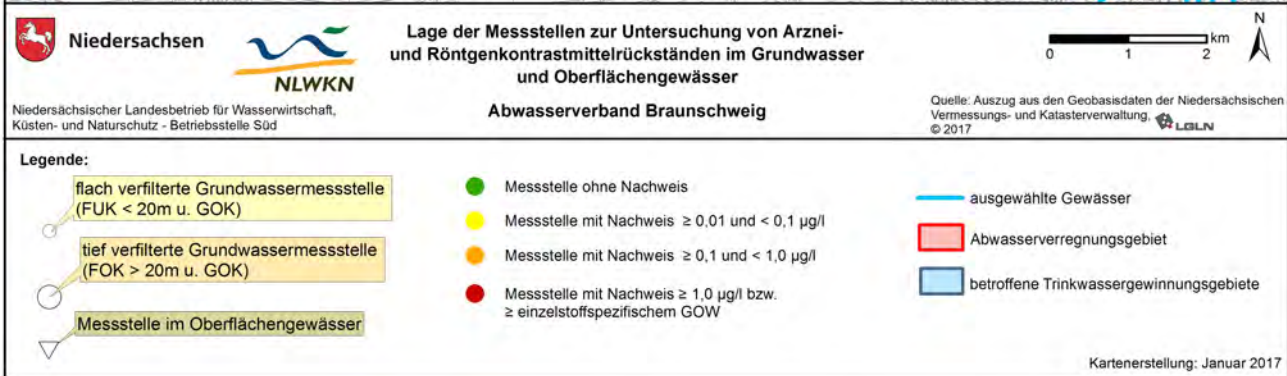 Niedersachsen
NLWKN
Niedersächsischer Landesbetrieb für Wasserwirtschaft,
Küsten- und Naturschutz - Betriebsstelle Süd
Lage der Messstellen zur Untersuchung von Arznei-
und Röntgenkontrastmittelrückständen im Grundwasser
und Oberflächengewässer
Abwasserverband Braunschweig
N
km
0 1 2
Quelle: Auszug aus den Geobasisdaten der Niedersächsischen
Vermessungs- und Katasterverwaltung,
© 2017
LGLN
Legende:
flach verfilterte Grundwassermessstelle
(FUK < 20m u. GOK)
tief verfilterte Grundwassermessstelle
(FOK > 20m u. GOK)
Messstelle im Oberflächengewässer
Messstelle ohne Nachweis
Messstelle mit Nachweis ≥ 0,01 und < 0,1 µg/l
Messstelle mit Nachweis ≥ 0,1 und < 1,0 µg/l
Messstelle mit Nachweis ≥ 1,0 µg/l bzw.
≥ einzelstoffspezifischem GOW
ausgewählte Gewässer
Abwasserverregnungsgebiet
betroffene Trinkwassergewinnungsgebiete
Kartenerstellung: Januar 2017